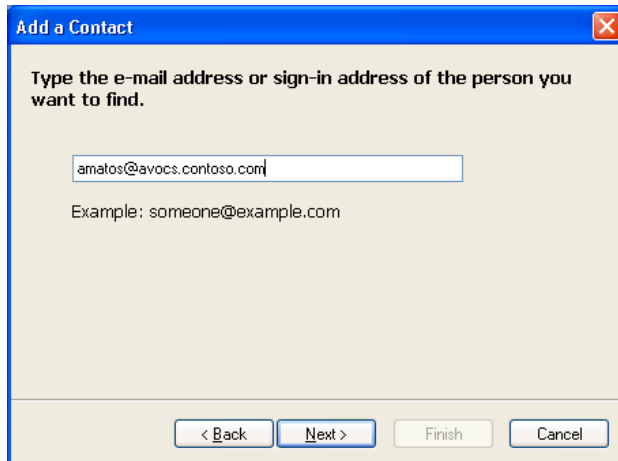 Add a Contact
Type the e-mail address or sign-in address of the person you
want to find.
amatos@avocs.contoso.com
Example: someone@example.com
< Back
Next >
Finish
Cancel